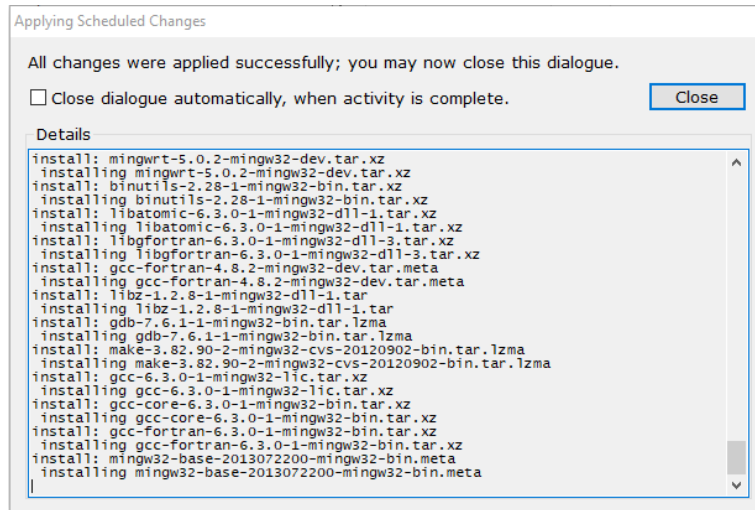 Applying Scheduled Changes
All changes were applied successfully; you may now close this dialogue.
Close dialogue automatically, when activity is complete.
Close
Details
install: mingwrt-5.0.2-mingw32-dev.tar.xz
installing mingwrt-5.0.2-mingw32-dev.tar.xz
install: binutils-2.28-1-mingw32-bin.tar.xz
installing binutils-2.28-1-mingw32-bin.tar.xz
install: libatomic-6.3.0-1-mingw32-dll-1.tar.xz
installing libatomic-6.3.0-1-mingw32-dll-1.tar.xz
install: libgfortran-6.3.0-1-mingw32-dll-3.tar.xz
installing libgfortran-6.3.0-1-mingw32-dll-3.tar.xz
install: gcc-fortran-4.8.2-mingw32-dev.tar.meta
installing gcc-fortran-4.8.2-mingw32-dev.tar.meta
install: libz-1.2.8-1-mingw32-dll-1.tar
installing libz-1.2.8-1-mingw32-dll-1.tar
install: gdb-7.6.1-1-mingw32-bin.tar.lzma
installing gdb-7.6.1-1-mingw32-bin.tar.lzma
install: make-3.82.90-2-mingw32-cvs-20120902-bin.tar.lzma
installing make-3.82.90-2-mingw32-cvs-20120902-bin.tar.lzma
install: gcc-6.3.0-1-mingw32-lic.tar.xz
installing gcc-6.3.0-1-mingw32-lic.tar.xz
install: gcc-core-6.3.0-1-mingw32-bin.tar.xz
installing gcc-core-6.3.0-1-mingw32-bin.tar.xz
install: gcc-fortran-6.3.0-1-mingw32-bin.tar.xz
installing gcc-fortran-6.3.0-1-mingw32-bin.tar.xz
install: mingw32-base-2013072200-mingw32-bin.meta
installing mingw32-base-2013072200-mingw32-bin.meta